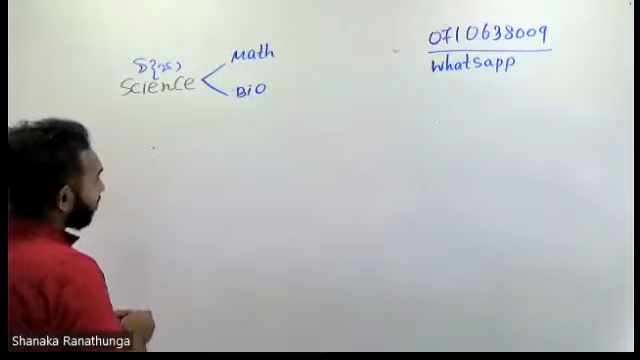 Math
Science
BiO
0710638009
whatsapp
Shanaka Ranathunga